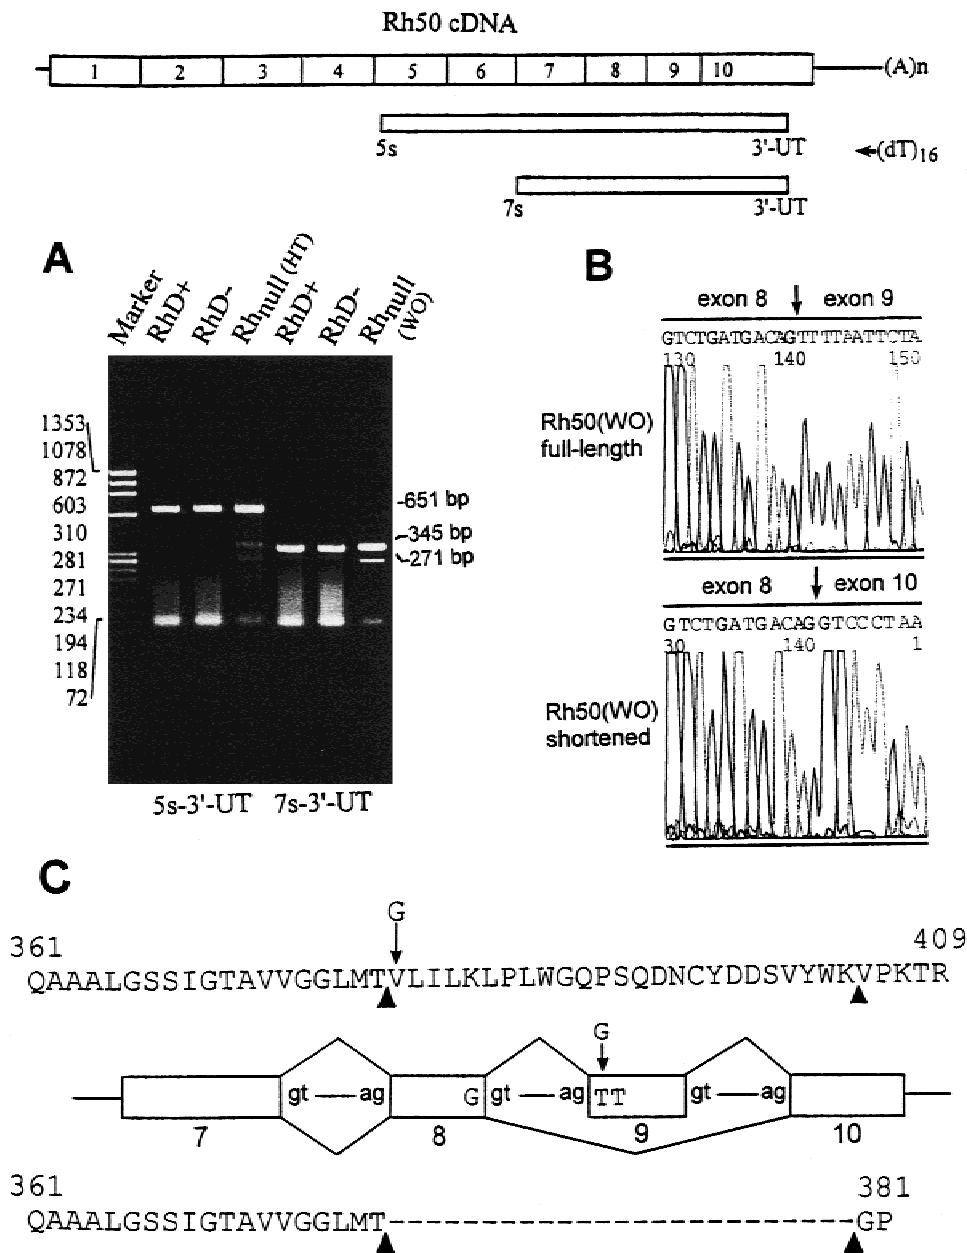 Rh50 cDNA
1 2 3 4 5 6 7 8 9 10 (A)n
5s 3'-UT (dT)16
7s 3'-UT
A
Marker RhD+ RhD- Rhnull (HT) RhD+ RhD- Rhnull (WO)
1353
1078
872
603
310
281
271
234
194
118
72
-651 bp
-345 bp
-271 bp
5s-3'-UT 7s-3'-UT
B
exon 8 exon 9
GTCTGATGACAGTTTTAATTCTA
130 140 150
Rh50(WO)
full-length
exon 8 exon 10
GTCTGATGACAGGTCCCTAA
30 140 1
Rh50(WO)
shortened
C
G
361 409
QAAALGSSIGTAVVGGLMTVLILKLPLWGQPSQDNCYDDSVYWKVPKTR
G
gt ag G gt ag TT gt ag
7 8 9 10
361 381
QAAALGSSIGTAVVGGLMT--------------------------GP